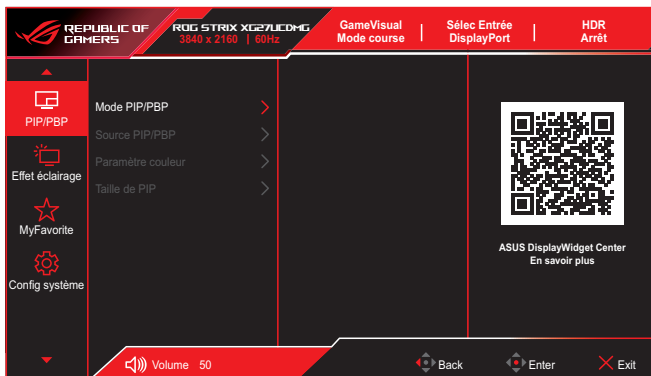 REPUBLIC OF
GAMERS
ROG STRIX XG27UCDMG
3840 x 2160 | 60Hz
GameVisual
Mode course
Sélec Entrée
DisplayPort
HDR
Arrêt
PIP/PBP
Effet éclairage
MyFavorite
Config système
Mode PIP/PBP
Source PIP/PBP
Paramètre couleur
Taille de PIP
ASUS DisplayWidget Center
En savoir plus
Volume 50
Back
Enter
Exit